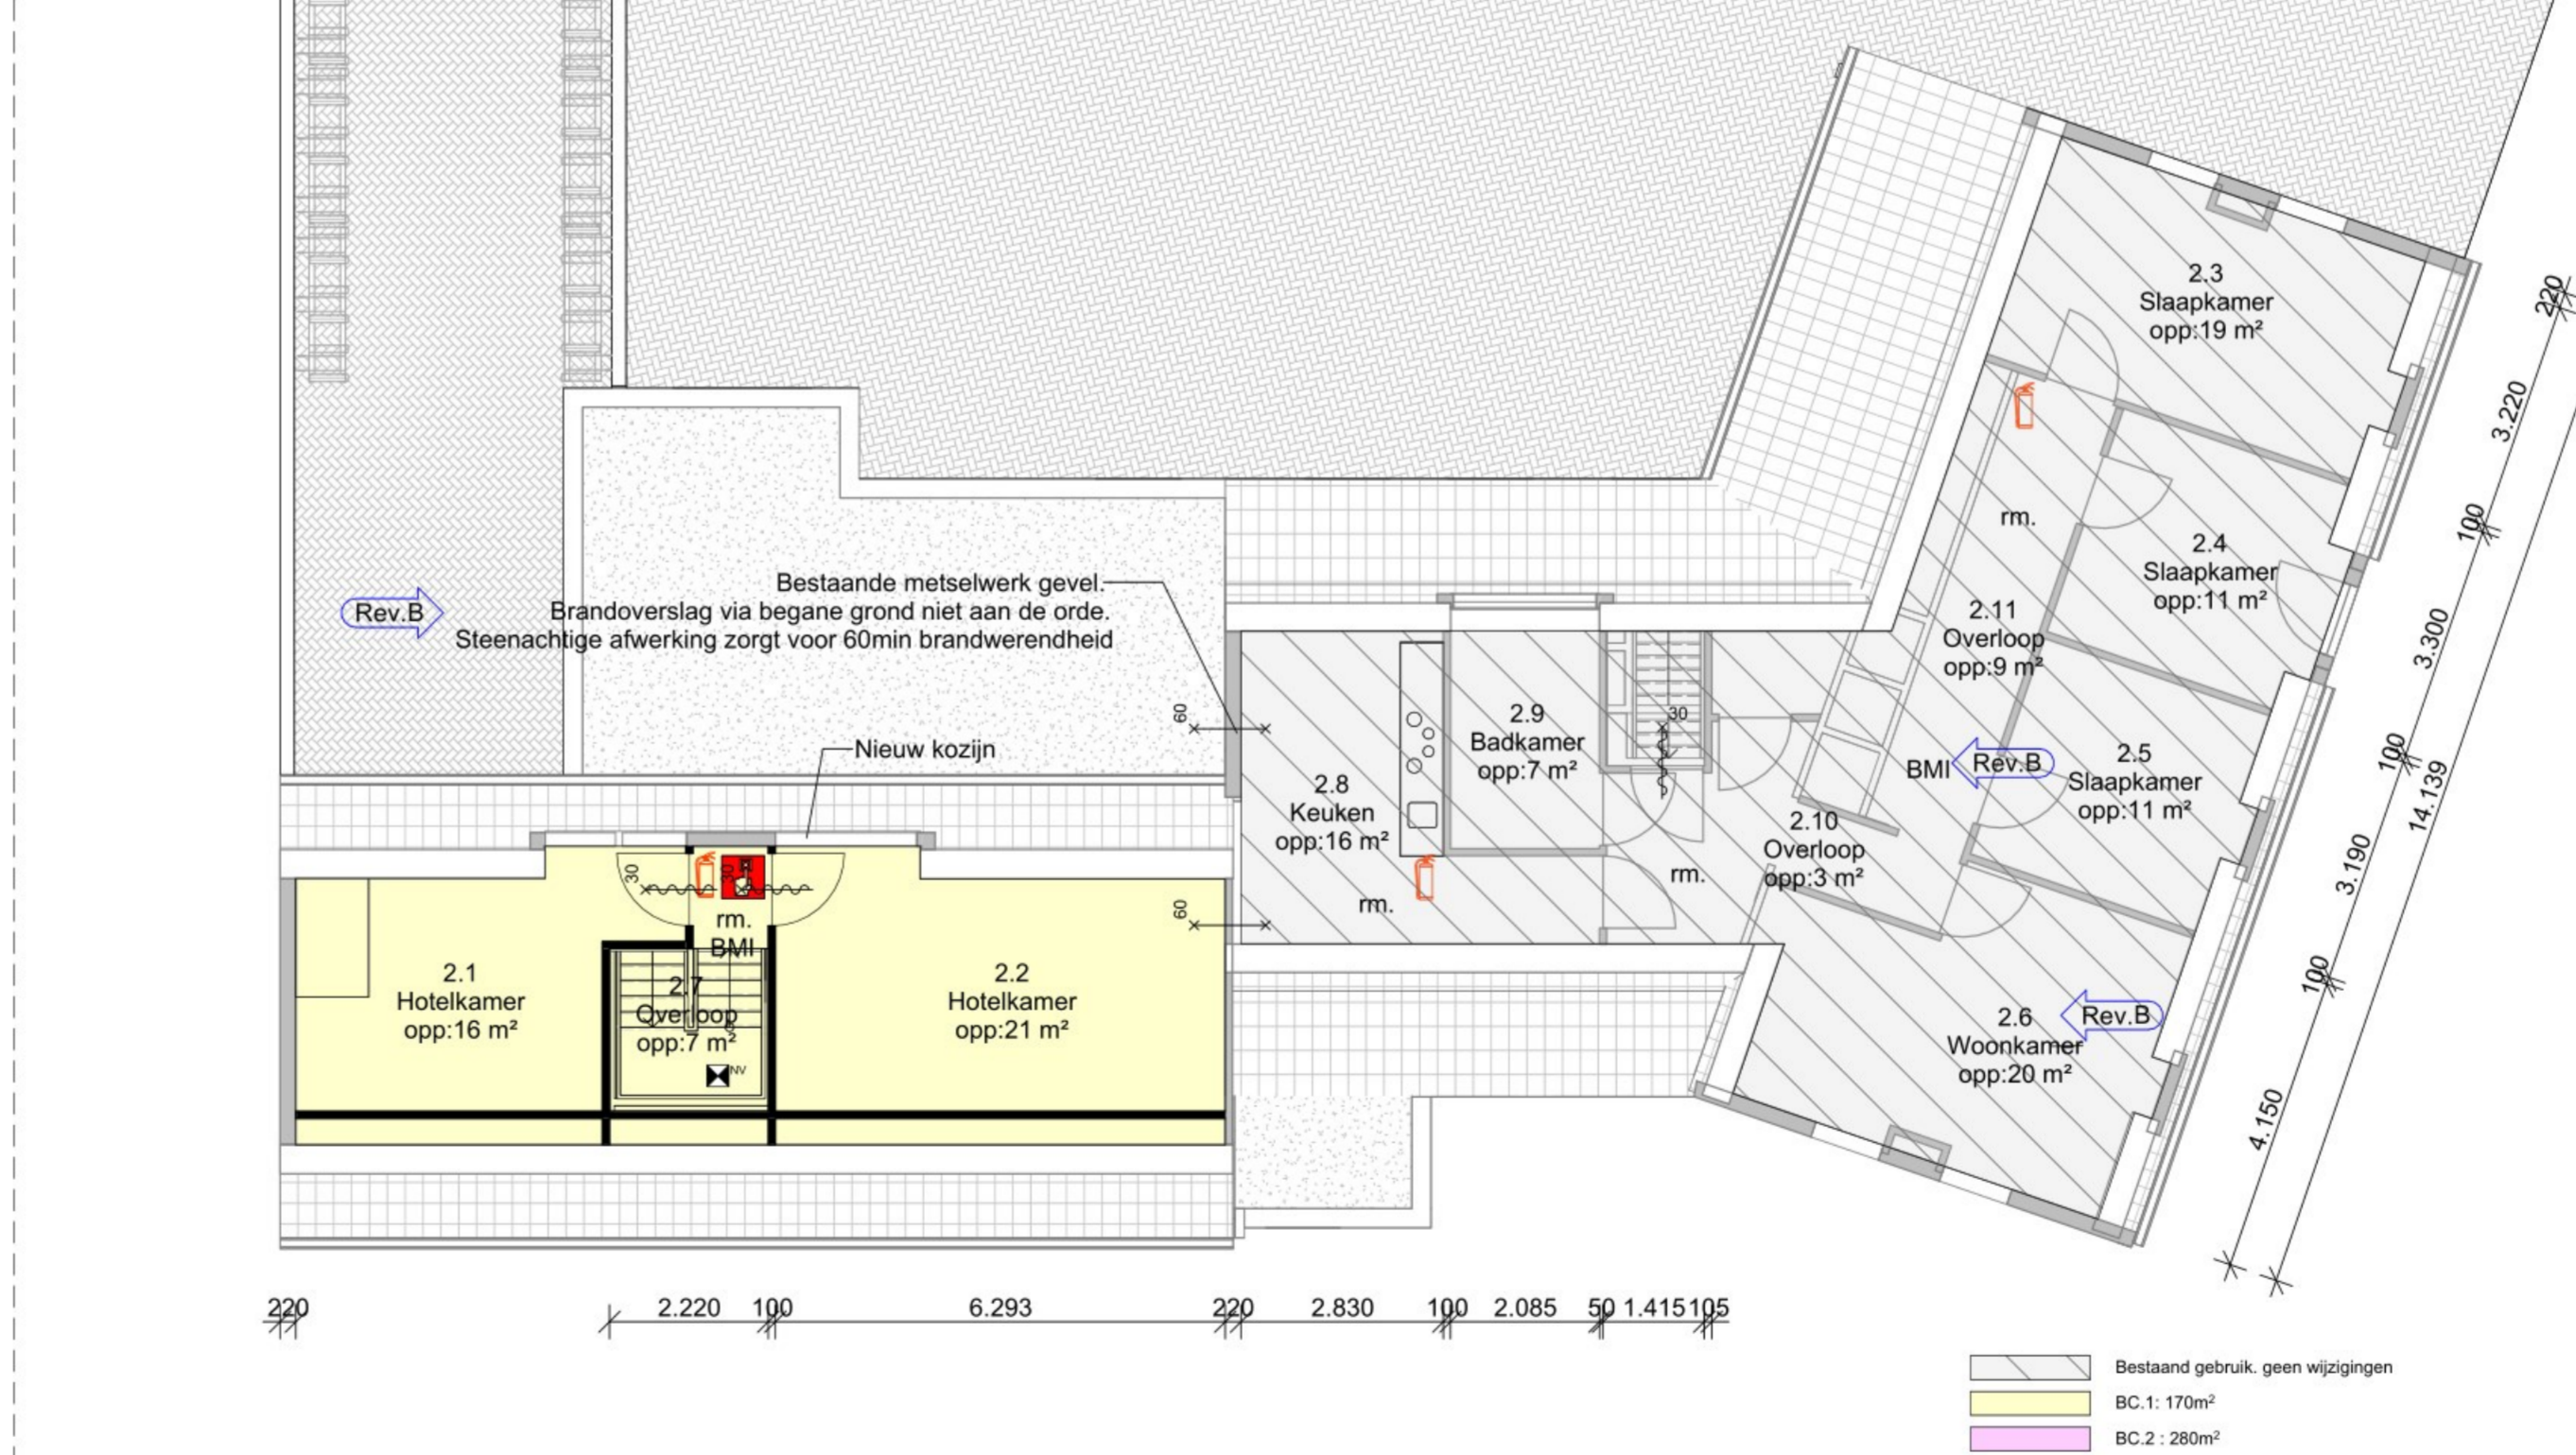 2.3
Slaapkamer
opp:19 m²
220
3.220
rm.
2.4
Slaapkamer
opp:11 m²
100
Bestaande metselwerk gevel.
Brandoverslag via begane grond niet aan de orde.
Steenachtige afwerking zorgt voor 60min brandwerendheid
Rev.B
2.11
Overloop
opp:9 m²
3.300
60
30
Nieuw kozijn
2.9
Badkamer
opp:7 m²
2.8
Keuken
opp:16 m²
BMI
Rev.B
2.5
Slaapkamer
opp:11 m²
100
14.139
2.10
Overloop
opp:3 m²
3.190
30
30
rm.
BMI
60
rm.
rm.
2.1
Hotelkamer
opp:16 m²
2.7
Overloop
opp:7 m²
NV
2.2
Hotelkamer
opp:21 m²
100
2.6
Woonkamer
opp:20 m²
Rev.B
4.150
220
2.220
100
6.293
220
2.830
100
2.085
50
1.415
105
Bestaand gebruik. geen wijzigingen
BC.1: 170m²
BC.2 : 280m²